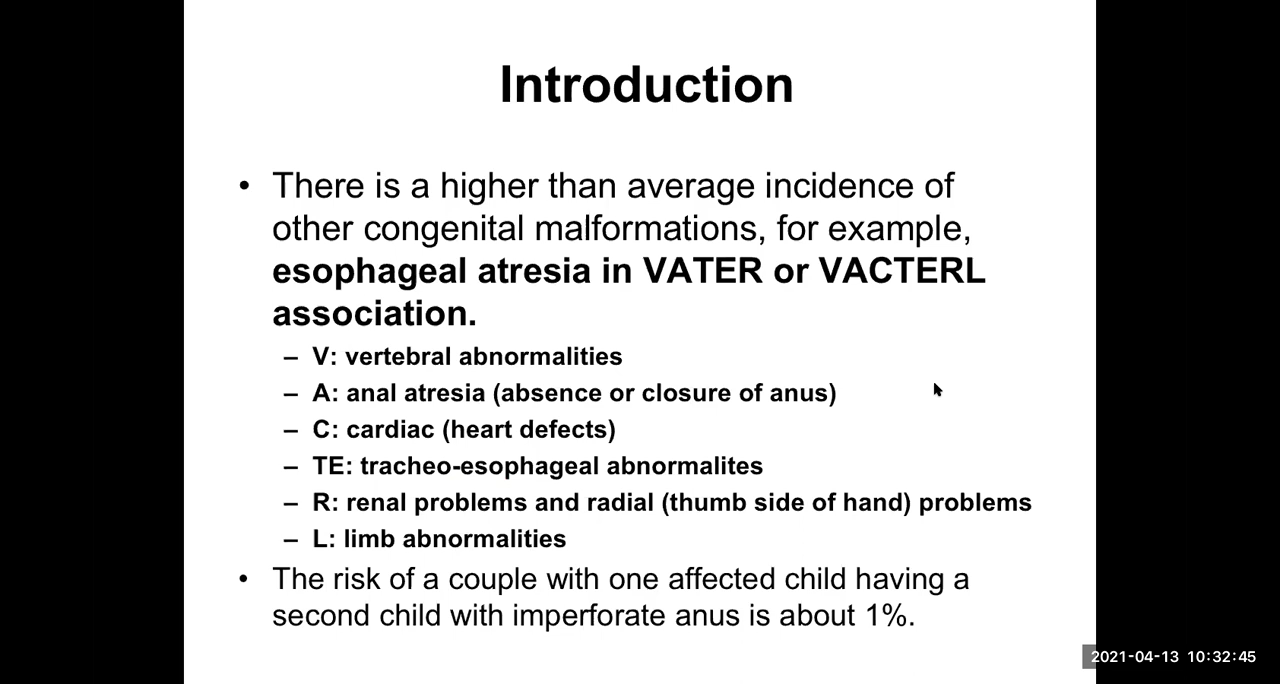 Introduction
• There is a higher than average incidence of
other congenital malformations, for example,
esophageal atresia in VATER or VACTERL
association.
– V: vertebral abnormalities
– A: anal atresia (absence or closure of anus)
– C: cardiac (heart defects)
– TE: tracheo-esophageal abnormalites
– R: renal problems and radial (thumb side of hand) problems
– L: limb abnormalities
• The risk of a couple with one affected child having a
second child with imperforate anus is about 1%.
2021-04-13 10:32:45